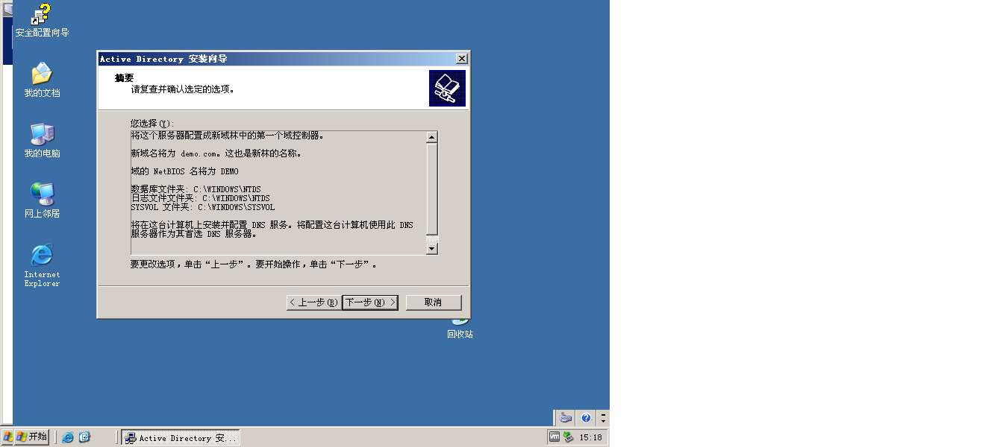 安全配置向导
我的文档
我的电脑
网上邻居
Internet
Explorer
Active Directory 安装向导
摘要
请复查并确认选定的选项。
您选择(Y):
将这个服务器配置成新域林中的第一个域控制器。
新域名将为 demo.com。这也是新林的名称。
域的 NetBIOS 名将为 DEMO
数据库文件夹: C:\WINDOWS\NTDS
日志文件文件夹: C:\WINDOWS\NTDS
SYSVOL 文件夹: C:\WINDOWS\SYSVOL
将在这台计算机上安装并配置 DNS 服务。将配置这台计算机使用此 DNS
服务器作为其首选 DNS 服务器。
要更改选项，单击“上一步”。要开始操作，单击“下一步”。
< 上一步(B) 下一步(N) > 取消
回收站
开始 Active Directory 安... vm 15:18